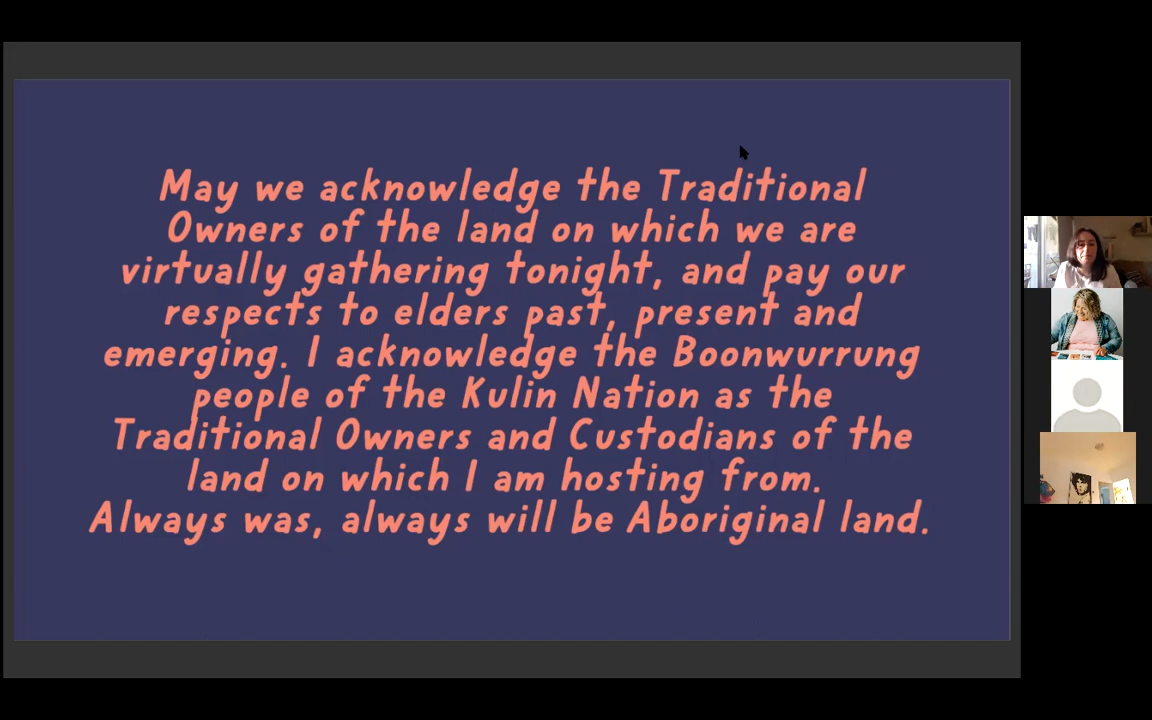 May we acknowledge the Traditional
Owners of the land on which we are
virtually gathering tonight, and pay our
respects to elders past, present and
emerging. I acknowledge the Boonwurrung
people of the Kulin Nation as the
Traditional Owners and Custodians of the
land on which I am hosting from.
Always was, always will be Aboriginal land.